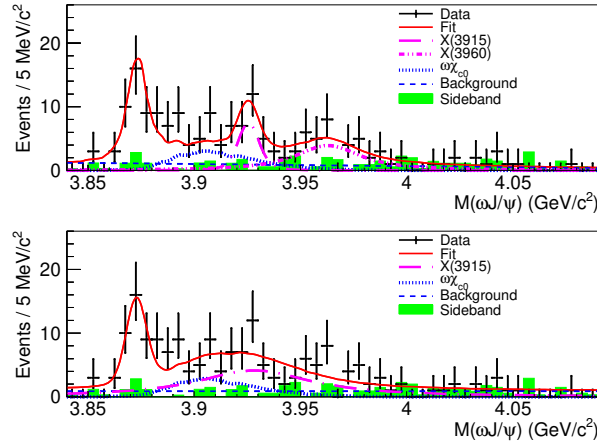 Events / 5 MeV/c²
20
10
0
Data
Fit
X(3915)
X(3960)
ωχc0
Background
Sideband
3.85 3.9 3.95 4 4.05
M(ωJ/ψ) (GeV/c²)
Events / 5 MeV/c²
20
10
0
Data
Fit
X(3915)
ωχc0
Background
Sideband
3.85 3.9 3.95 4 4.05
M(ωJ/ψ) (GeV/c²)